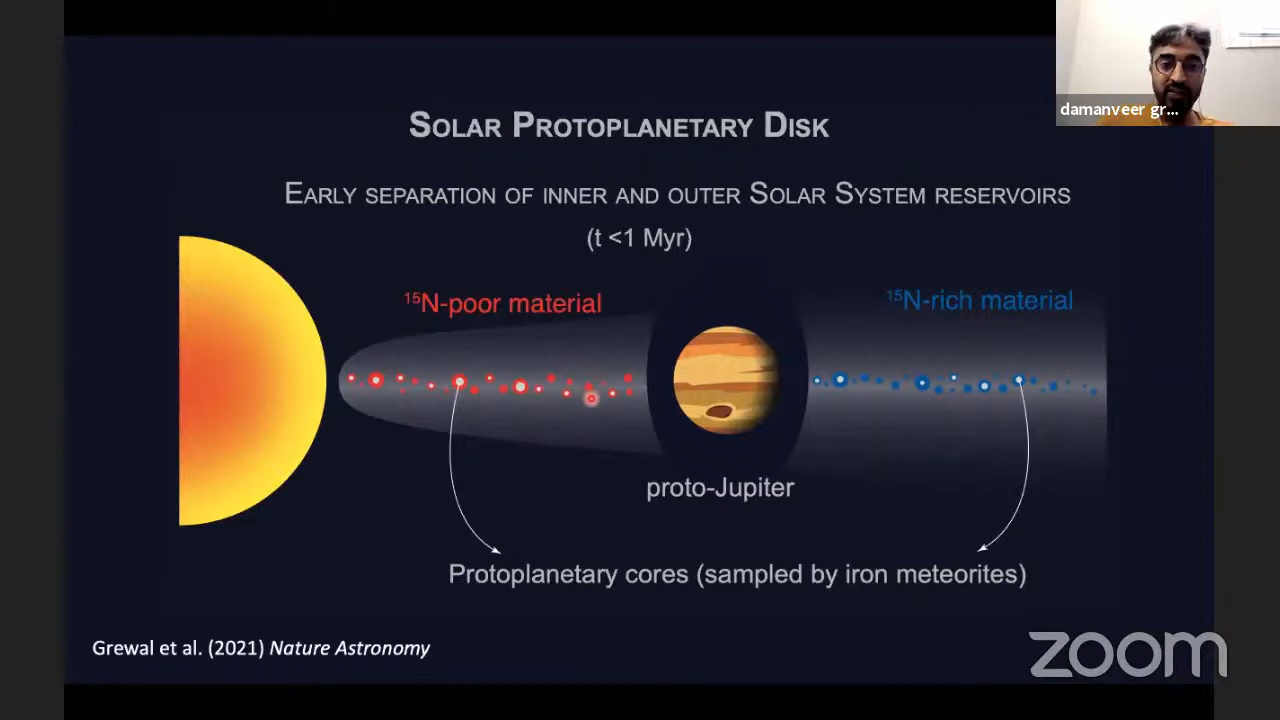 damanveer gr...
SOLAR PROTOPLANETARY DISK
EARLY SEPARATION OF INNER AND OUTER SOLAR SYSTEM RESERVOIRS
(t <1 Myr)
¹⁵N-poor material
¹⁵N-rich material
proto-Jupiter
Protoplanetary cores (sampled by iron meteorites)
Grewal et al. (2021) Nature Astronomy
zoom